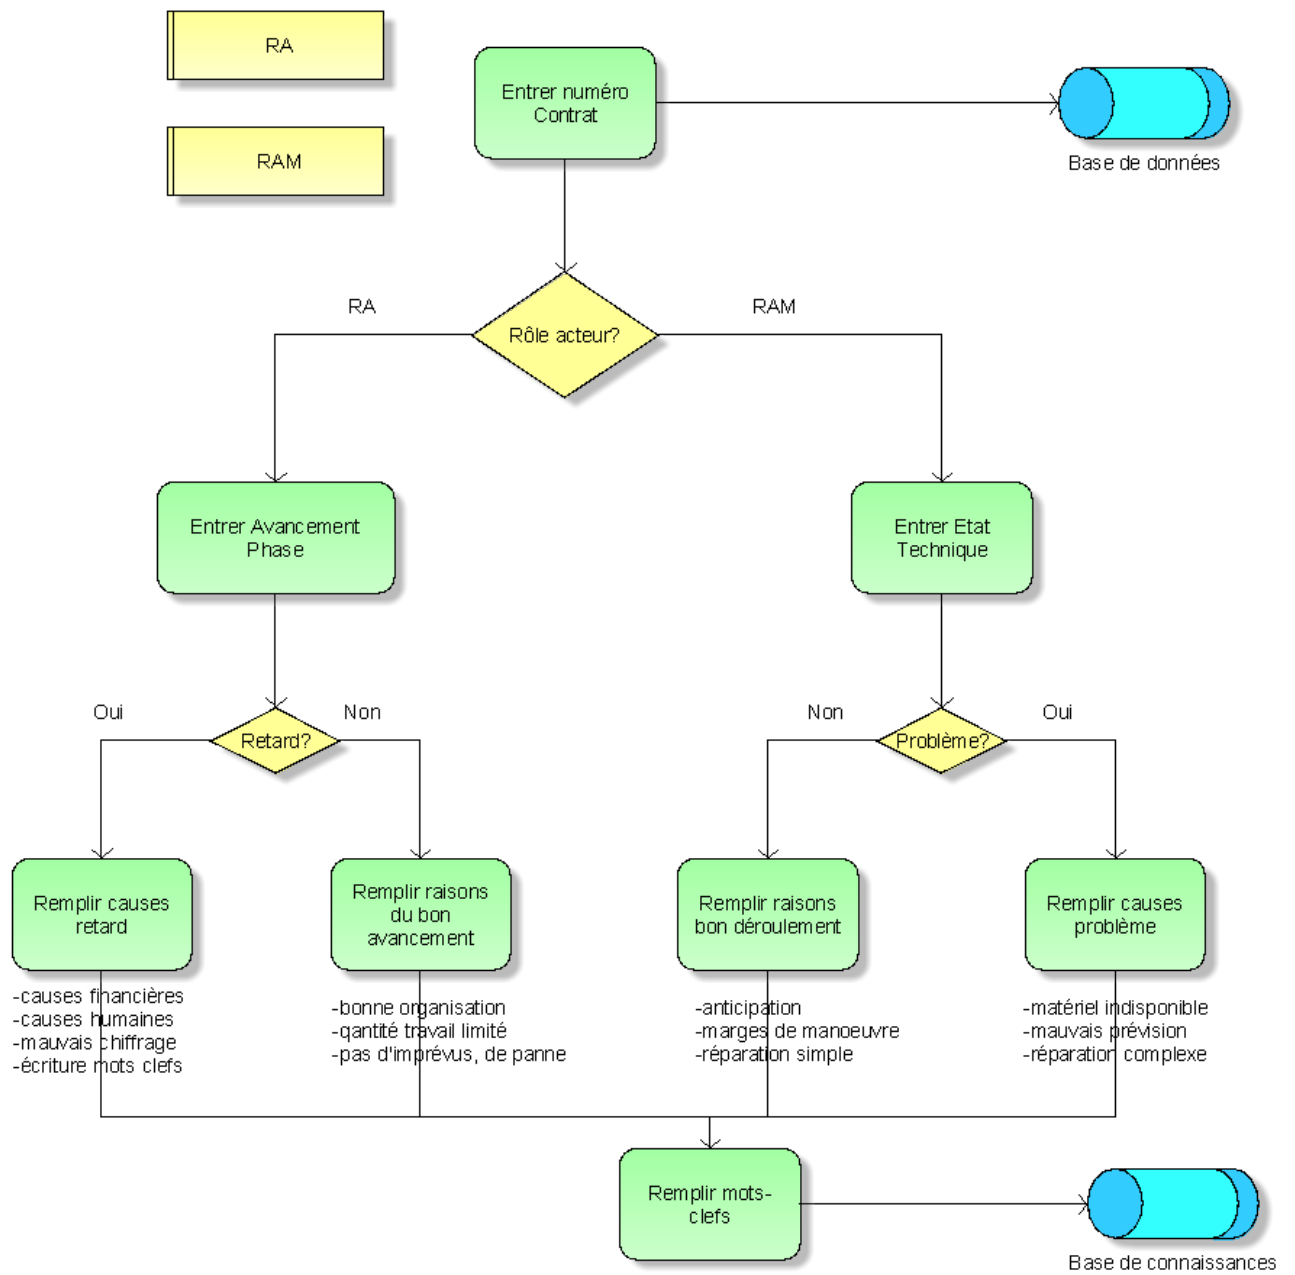 RA
Entrer numéro
Contrat
Base de données
RAM
RA
RAM
Rôle acteur?
Entrer Avancement
Phase
Entrer Etat
Technique
Oui
Non
Non
Oui
Retard?
Problème?
Remplir causes
retard
Remplir raisons
du bon
avancement
Remplir raisons
bon déroulement
Remplir causes
problème
-causes financières
-causes humaines
-mauvais chiffrage
-écriture mots clefs
-bonne organisation
-qantité travail limité
-pas d'imprévus, de panne
-anticipation
-marges de manoeuvre
-réparation simple
-matériel indisponible
-mauvais prévision
-réparation complexe
Remplir mots-
clefs
Base de connaissances